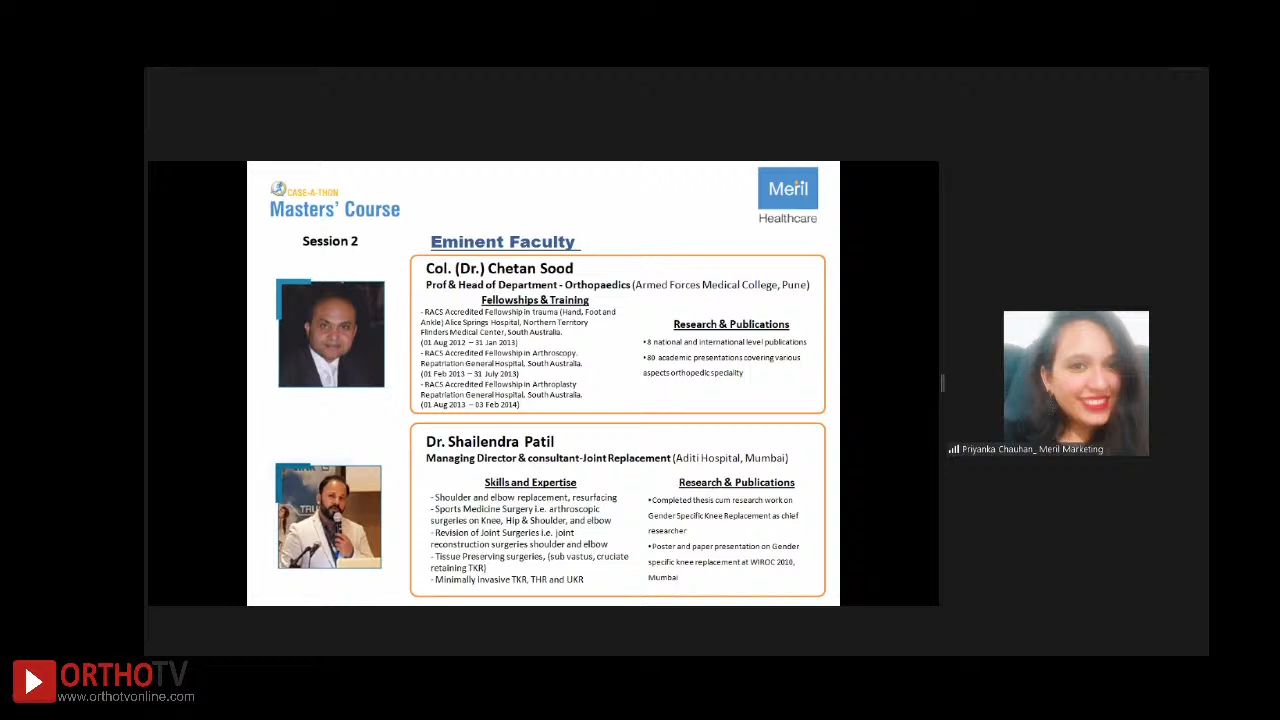 CASE-A-THON
Masters' Course
Meril
Healthcare
Session 2
Eminent Faculty
Col. (Dr.) Chetan Sood
Prof & Head of Department - Orthopaedics (Armed Forces Medical College, Pune)
Fellowships & Training
- RACS Accredited Fellowship in trauma (Hand, Foot and
Ankle) Alice Springs Hospital, Northern Territory
Flinders Medical Center, South Australia.
(01 Aug 2012 – 31 Jan 2013)
- RACS Accredited Fellowship in Arthroscopy.
Repatriation General Hospital, South Australia.
(01 Feb 2013 – 31 July 2013)
- RACS Accredited Fellowship in Arthroplasty
Repatriation General Hospital, South Australia.
(01 Aug 2013 – 03 Feb 2014)
Research & Publications
•8 national and international level publications
•80 academic presentations covering various
aspects orthopedic speciality
Dr. Shailendra Patil
Managing Director & consultant-Joint Replacement (Aditi Hospital, Mumbai)
Skills and Expertise
- Shoulder and elbow replacement, resurfacing
- Sports Medicine Surgery i.e. arthroscopic
surgeries on Knee, Hip & Shoulder, and elbow
- Revision of Joint Surgeries i.e. joint
reconstruction surgeries shoulder and elbow
- Tissue Preserving surgeries, (sub vastus, cruciate
retaining TKR)
- Minimally Invasive TKR, THR and UKR
Research & Publications
•Completed thesis cum research work on
Gender Specific Knee Replacement as chief
researcher
•Poster and paper presentation on Gender
specific knee replacement at WIROC 2010,
Mumbai
Priyanka Chauhan_ Meril Marketing
ORTHOTV
www.orthotvonline.com